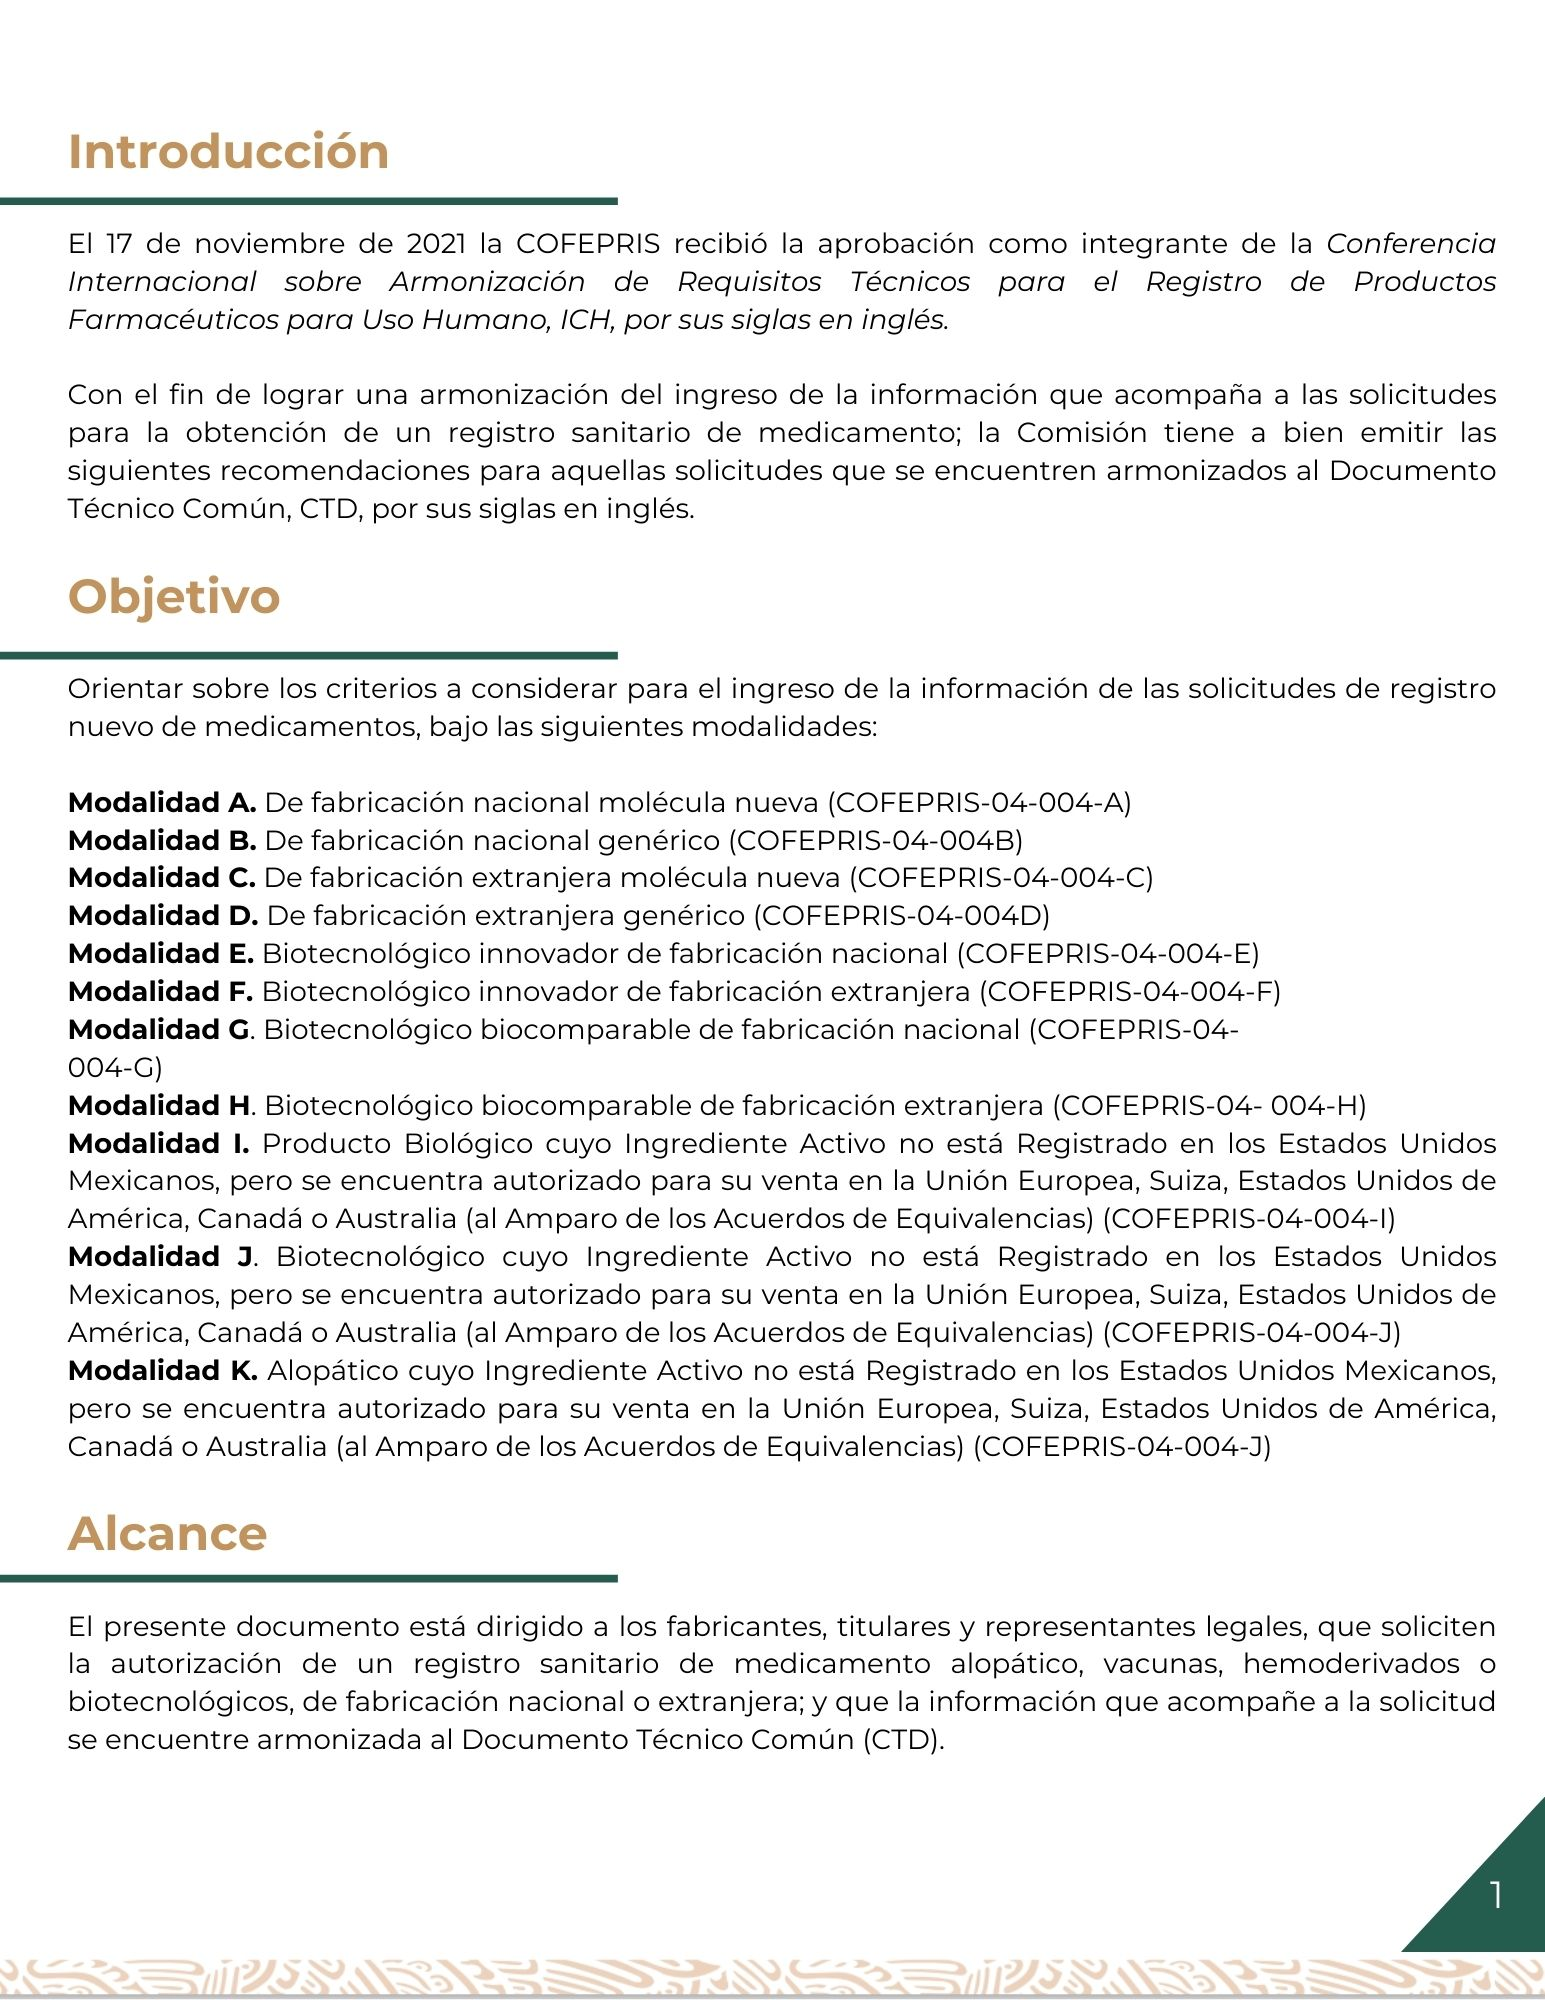 Introducción
El 17 de noviembre de 2021 la COFEPRIS recibió la aprobación como integrante de la Conferencia
Internacional sobre Armonización de Requisitos Técnicos para el Registro de Productos
Farmacéuticos para Uso Humano, ICH, por sus siglas en inglés.
Con el fin de lograr una armonización del ingreso de la información que acompaña a las solicitudes
para la obtención de un registro sanitario de medicamento; la Comisión tiene a bien emitir las
siguientes recomendaciones para aquellas solicitudes que se encuentren armonizados al Documento
Técnico Común, CTD, por sus siglas en inglés.
Objetivo
Orientar sobre los criterios a considerar para el ingreso de la información de las solicitudes de registro
nuevo de medicamentos, bajo las siguientes modalidades:
Modalidad A. De fabricación nacional molécula nueva (COFEPRIS-04-004-A)
Modalidad B. De fabricación nacional genérico (COFEPRIS-04-004B)
Modalidad C. De fabricación extranjera molécula nueva (COFEPRIS-04-004-C)
Modalidad D. De fabricación extranjera genérico (COFEPRIS-04-004D)
Modalidad E. Biotecnológico innovador de fabricación nacional (COFEPRIS-04-004-E)
Modalidad F. Biotecnológico innovador de fabricación extranjera (COFEPRIS-04-004-F)
Modalidad G. Biotecnológico biocomparable de fabricación nacional (COFEPRIS-04-
004-G)
Modalidad H. Biotecnológico biocomparable de fabricación extranjera (COFEPRIS-04- 004-H)
Modalidad I. Producto Biológico cuyo Ingrediente Activo no está Registrado en los Estados Unidos
Mexicanos, pero se encuentra autorizado para su venta en la Unión Europea, Suiza, Estados Unidos de
América, Canadá o Australia (al Amparo de los Acuerdos de Equivalencias) (COFEPRIS-04-004-I)
Modalidad J. Biotecnológico cuyo Ingrediente Activo no está Registrado en los Estados Unidos
Mexicanos, pero se encuentra autorizado para su venta en la Unión Europea, Suiza, Estados Unidos de
América, Canadá o Australia (al Amparo de los Acuerdos de Equivalencias) (COFEPRIS-04-004-J)
Modalidad K. Alopático cuyo Ingrediente Activo no está Registrado en los Estados Unidos Mexicanos,
pero se encuentra autorizado para su venta en la Unión Europea, Suiza, Estados Unidos de América,
Canadá o Australia (al Amparo de los Acuerdos de Equivalencias) (COFEPRIS-04-004-J)
Alcance
El presente documento está dirigido a los fabricantes, titulares y representantes legales, que soliciten
la autorización de un registro sanitario de medicamento alopático, vacunas, hemoderivados o
biotecnológicos, de fabricación nacional o extranjera; y que la información que acompañe a la solicitud
se encuentre armonizada al Documento Técnico Común (CTD).
1